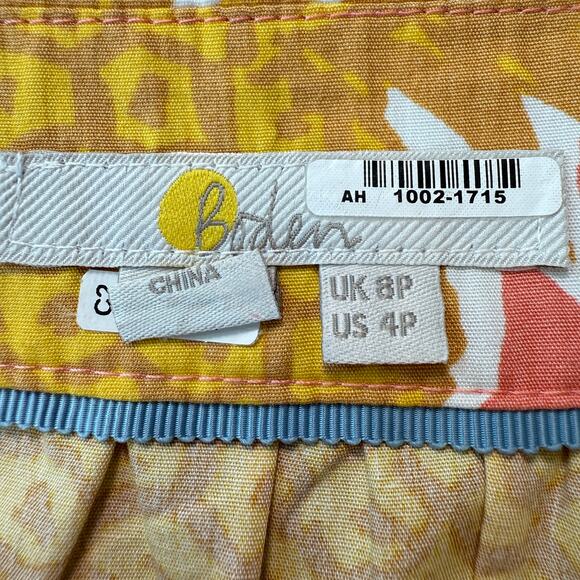 Boden
AH 1002-1715
CHINA
UK 8P
US 4P